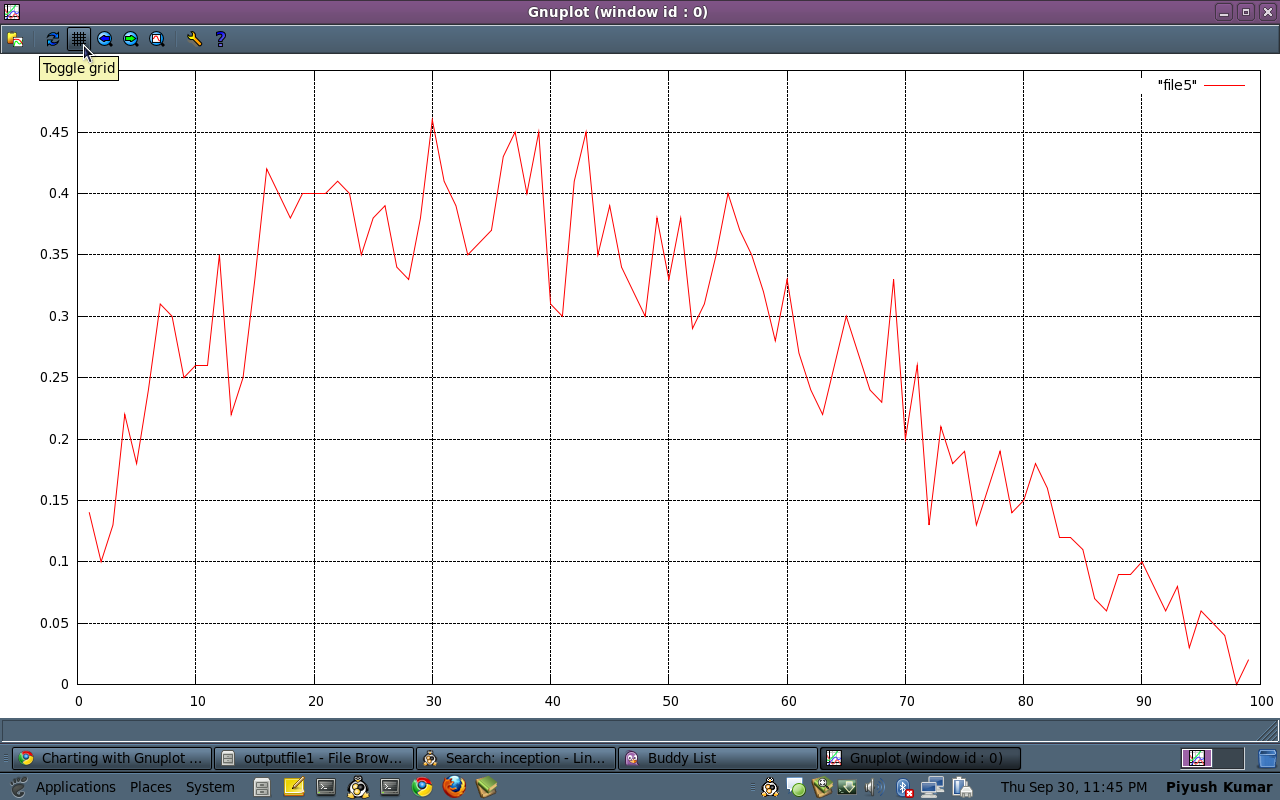 Gnuplot (window id : 0)
Toggle grid
"file5"
0.45
0.4
0.35
0.3
0.25
0.2
0.15
0.1
0.05
0
0 10 20 30 40 50 60 70 80 90 100
Charting with Gnuplot ... outputfile1 - File Brow... Search: inception - Lin... Buddy List Gnuplot (window id : 0)
Applications Places System Thu Sep 30, 11:45 PM Piyush Kumar